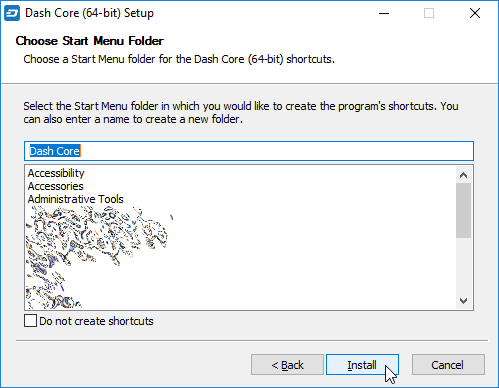 Dash Core (64-bit) Setup
Choose Start Menu Folder
Choose a Start Menu folder for the Dash Core (64-bit) shortcuts.
Select the Start Menu folder in which you would like to create the program's shortcuts. You
can also enter a name to create a new folder.
Dash Core
Accessibility
Accessories
Administrative Tools
Do not create shortcuts
< Back
Install
Cancel